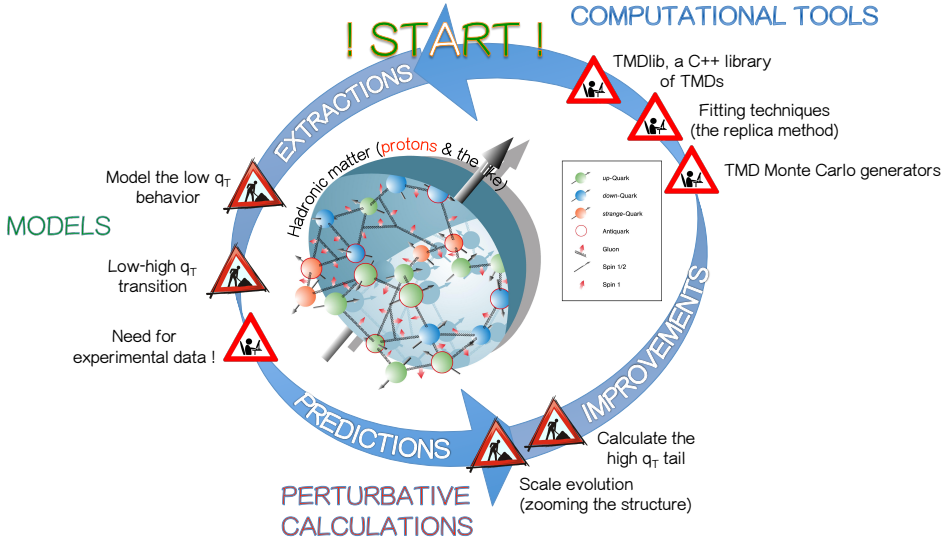 COMPUTATIONAL TOOLS
! START !
TMDlib, a C++ library
of TMDs
Fitting techniques
(the replica method)
TMD Monte Carlo generators
EXTRACTIONS
Hadronic matter (protons & the like)
Model the low qT
behavior
MODELS
Low-high qT
transition
Need for
experimental data !
up-Quark
down-Quark
strange-Quark
Antiquark
Gluon
Spin 1/2
Spin 1
IMPROVEMENTS
PREDICTIONS
Calculate the
high qT tail
Scale evolution
(zooming the structure)
PERTURBATIVE
CALCULATIONS